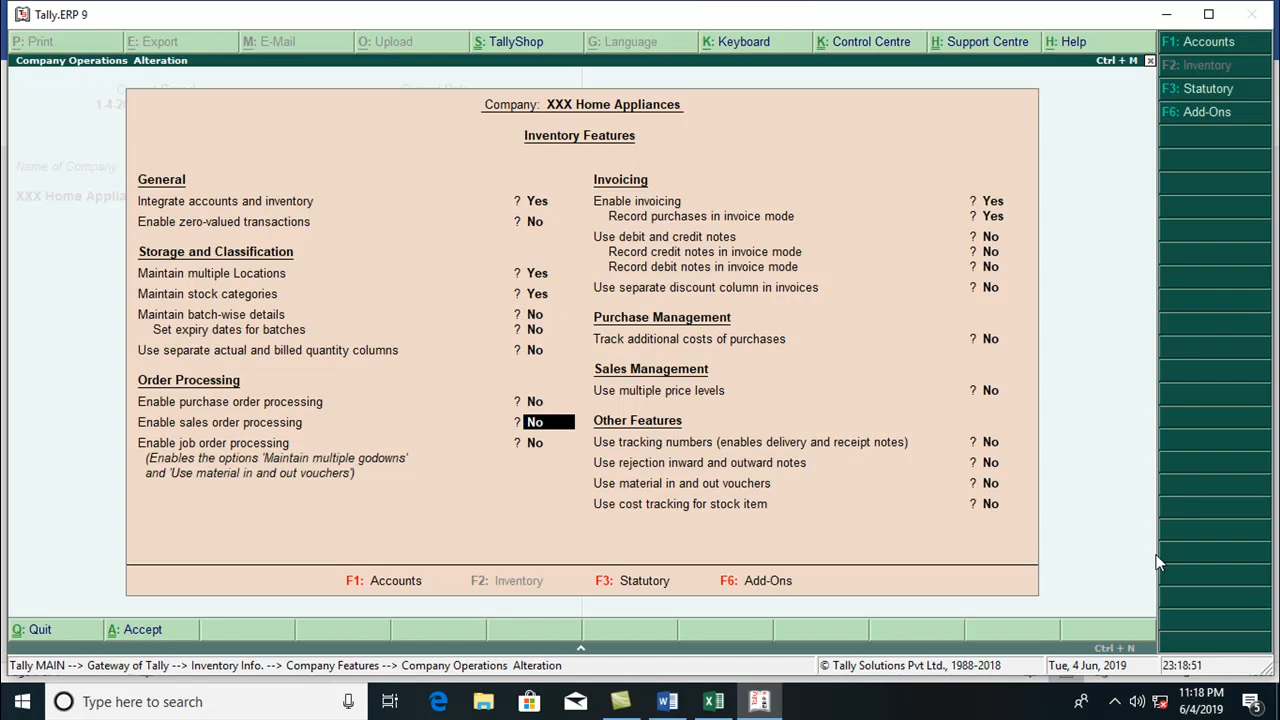 Tally.ERP 9
P: Print
E: Export
M: E-Mail
O: Upload
S: TallyShop
G: Language
K: Keyboard
K: Control Centre
H: Support Centre
H: Help
F1: Accounts
F2: Inventory
F3: Statutory
F6: Add-Ons
Company Operations Alteration
Ctrl + M
Name of Company
XXX Home Applia
Company: XXX Home Appliances
Inventory Features
General
Integrate accounts and inventory ? Yes
Enable zero-valued transactions ? No
Storage and Classification
Maintain multiple Locations ? Yes
Maintain stock categories ? Yes
Maintain batch-wise details ? No
Set expiry dates for batches ? No
Use separate actual and billed quantity columns ? No
Order Processing
Enable purchase order processing ? No
Enable sales order processing ? No
Enable job order processing ? No
(Enables the options 'Maintain multiple godowns'
and 'Use material in and out vouchers')
Invoicing
Enable invoicing ? Yes
Record purchases in invoice mode ? Yes
Use debit and credit notes ? No
Record credit notes in invoice mode ? No
Record debit notes in invoice mode ? No
Use separate discount column in invoices ? No
Purchase Management
Track additional costs of purchases ? No
Sales Management
Use multiple price levels ? No
Other Features
Use tracking numbers (enables delivery and receipt notes) ? No
Use rejection inward and outward notes ? No
Use material in and out vouchers ? No
Use cost tracking for stock item ? No
F1: Accounts
F2: Inventory
F3: Statutory
F6: Add-Ons
Q: Quit
A: Accept
Ctrl + N
Tally MAIN --> Gateway of Tally --> Inventory Info. --> Company Features --> Company Operations Alteration
© Tally Solutions Pvt Ltd., 1988-2018
Tue, 4 Jun, 2019
23:18:51
Type here to search
11:18 PM
6/4/2019
5